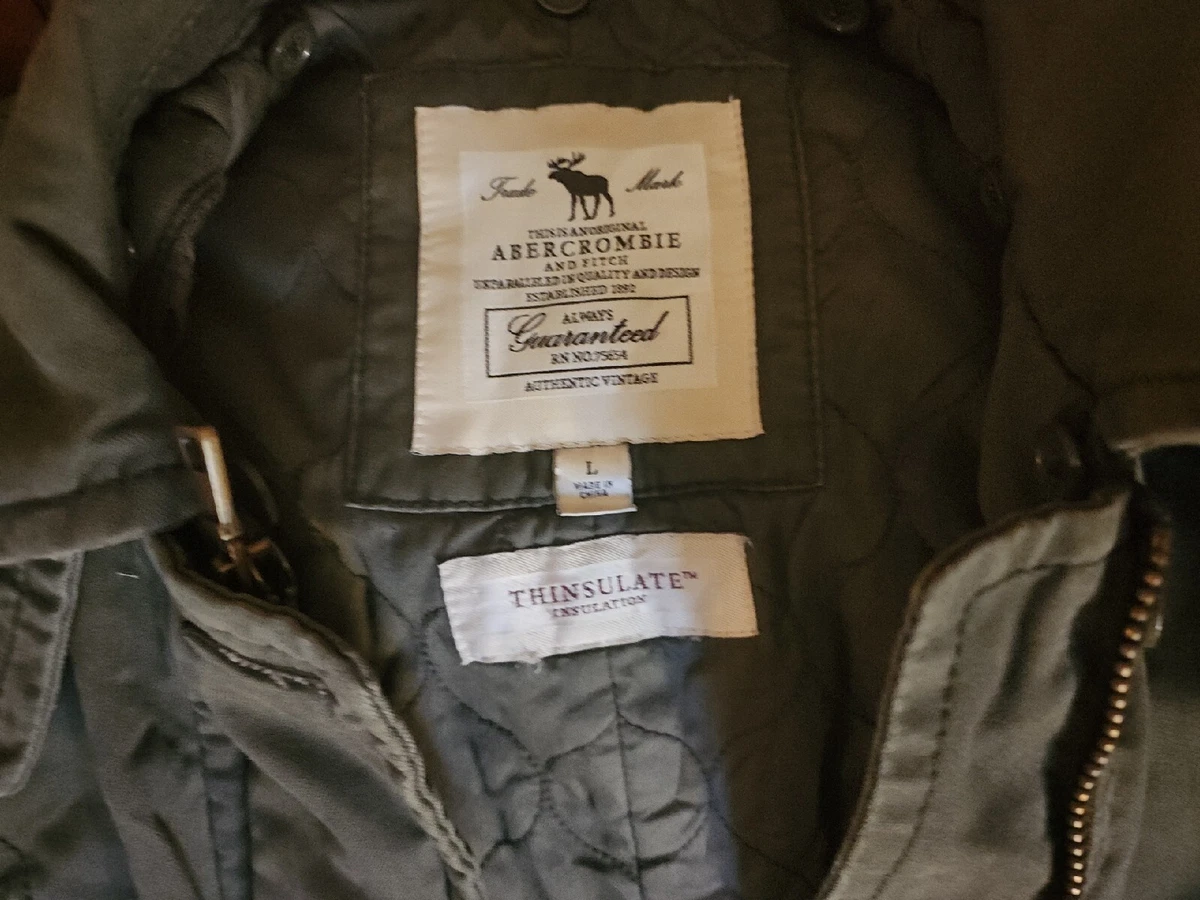 Trade Mark
THIS IS AN ORIGINAL
ABERCROMBIE
AND FITCH
UNPARALLELED IN QUALITY AND DESIGN
ESTABLISHED 1892
ALWAYS
Guaranteed
RN NO.75654
AUTHENTIC VINTAGE
L
MADE IN
CHINA
THINSULATE™
INSULATION